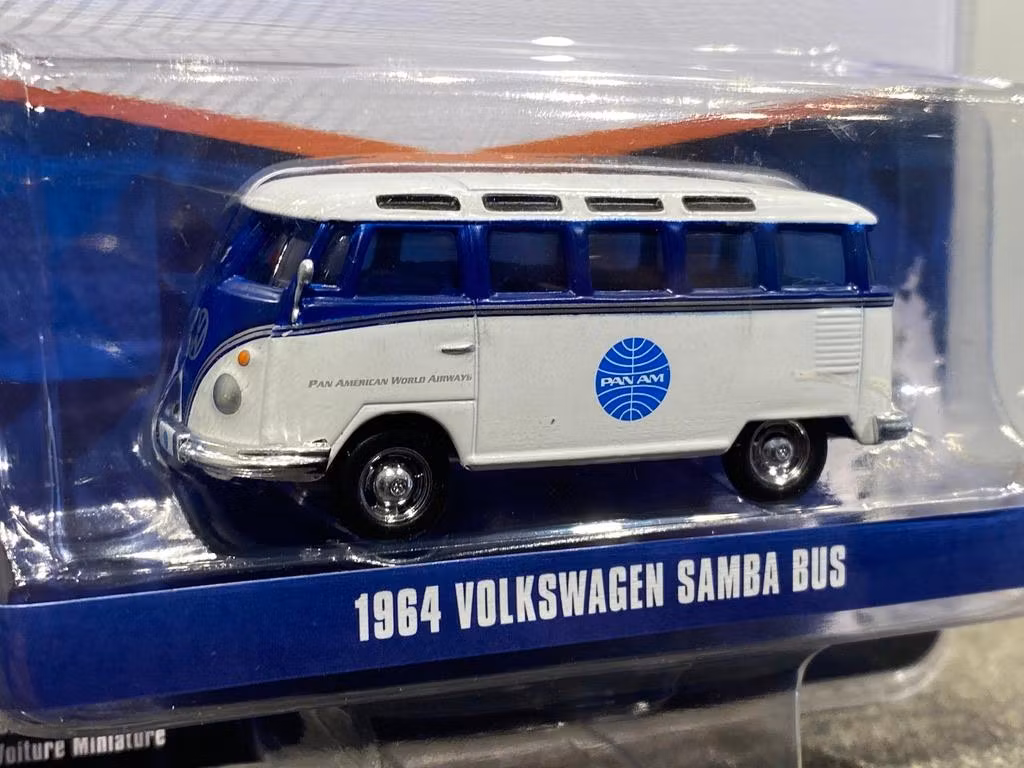 PAN AMERICAN WORLD AIRWAYS
PAN AM
1964 VOLKSWAGEN SAMBA BUS
Voiture Miniature